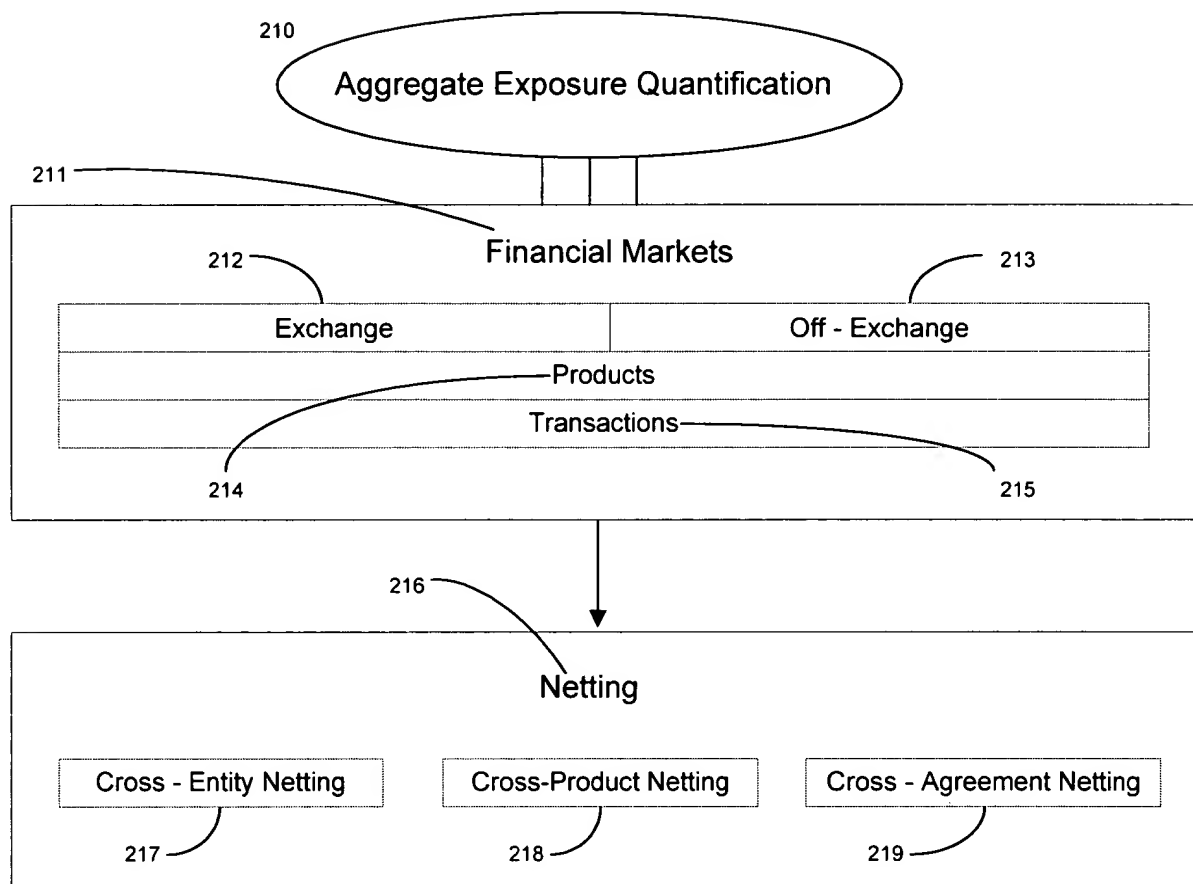 210
Aggregate Exposure Quantification
211
Financial Markets
212
213
Exchange
Off - Exchange
Products
Transactions
214
215
216
Netting
Cross - Entity Netting
Cross-Product Netting
Cross - Agreement Netting
217
218
219